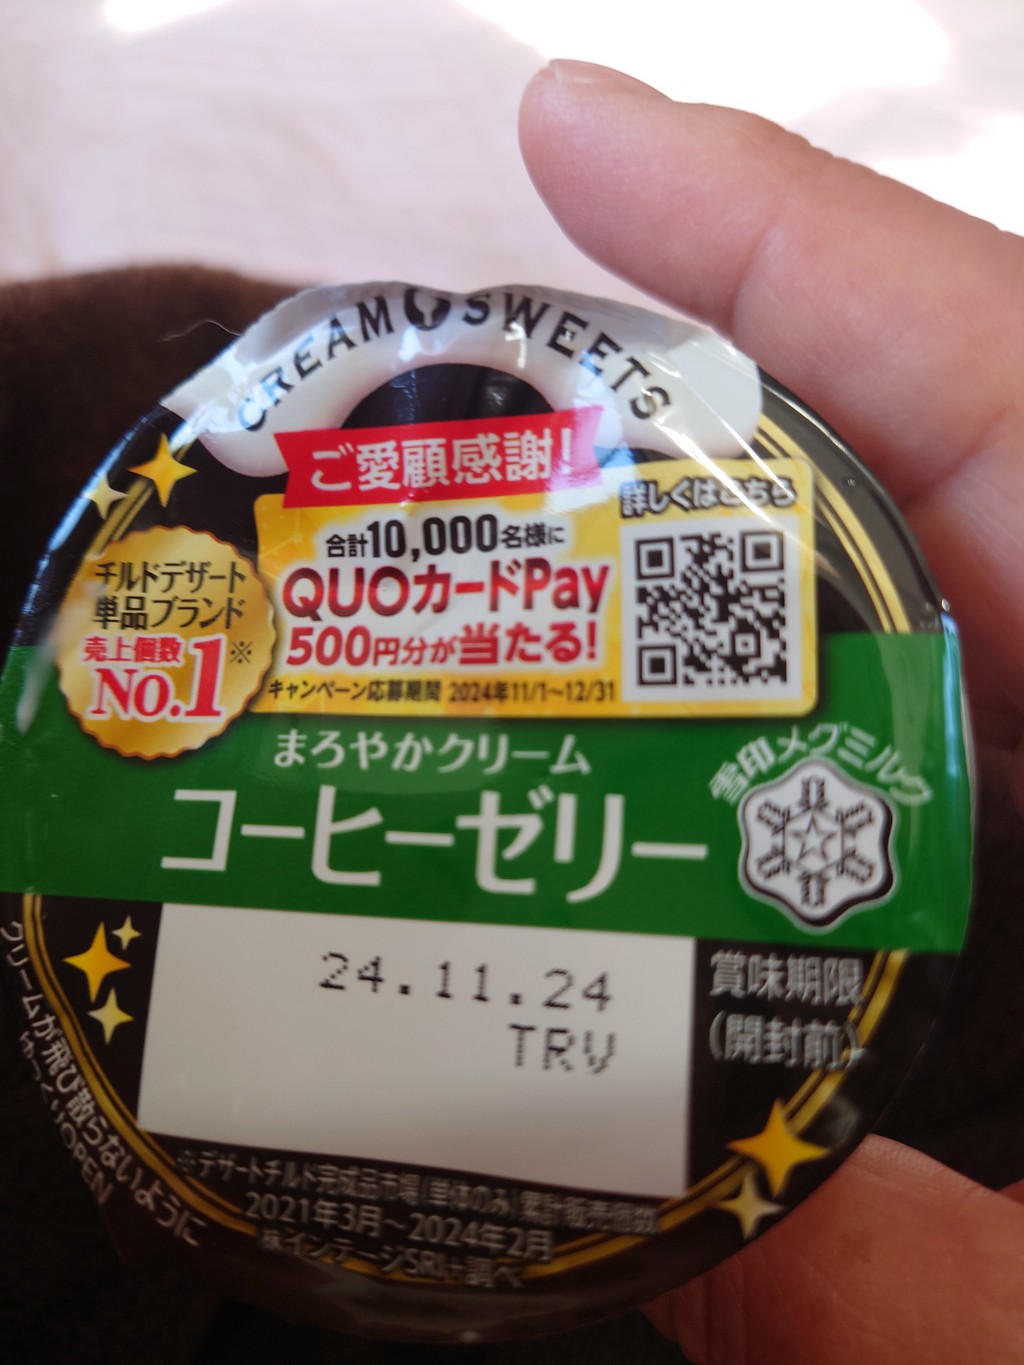 CREAM SWEETS
ご愛顧感謝!
合計10,000名様に
QUOカードPay
500円分が当たる!
キャンペーン応募期間 2024年11/1~12/31
詳しくはこちら
チルドデザート
単品ブランド
売上個数
No.1※
まろやかクリーム
コーヒーゼリー
雪印メグミルク
24.11.24
TRV
賞味期限
(開封前)
クリームが飛び散らないように
ゆっくりOPEN
※デザートチルド完成品市場(単体のみ)累計販売個数
2021年3月~2024年2月
㈱インテージSRI+調べ